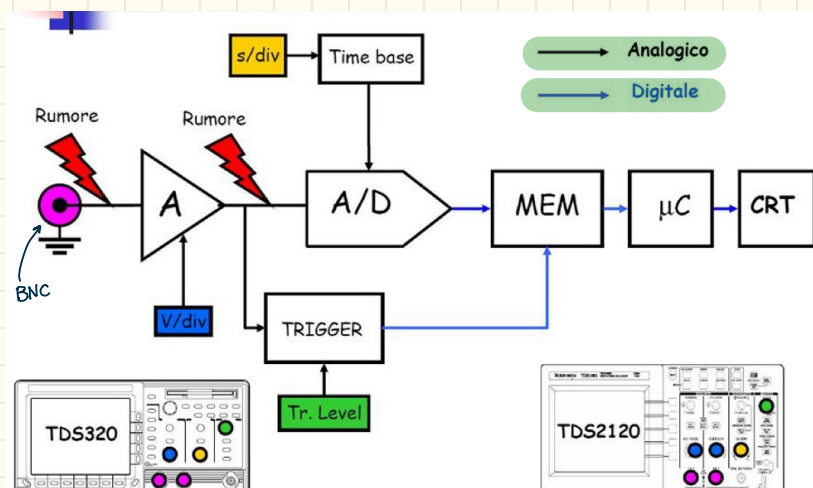 s/div
Time base
Analogico
Digitale
Rumore
Rumore
A
A/D
MEM
μC
CRT
BNC
V/div
TRIGGER
Tr. Level
TDS320
TDS2120